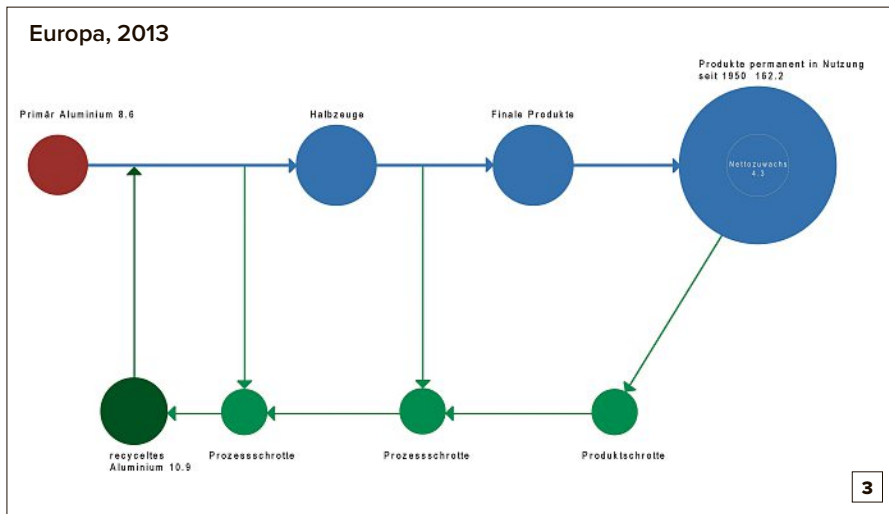 Europa, 2013
Produkte permanent in Nutzung
seit 1950 162.2
Primär Aluminium 8.6
Halbzeuge
Finale Produkte
Nettozuwachs
4.3
recyceltes
Aluminium 10.9
Prozessschrotte
Prozessschrotte
Produktschrotte
3